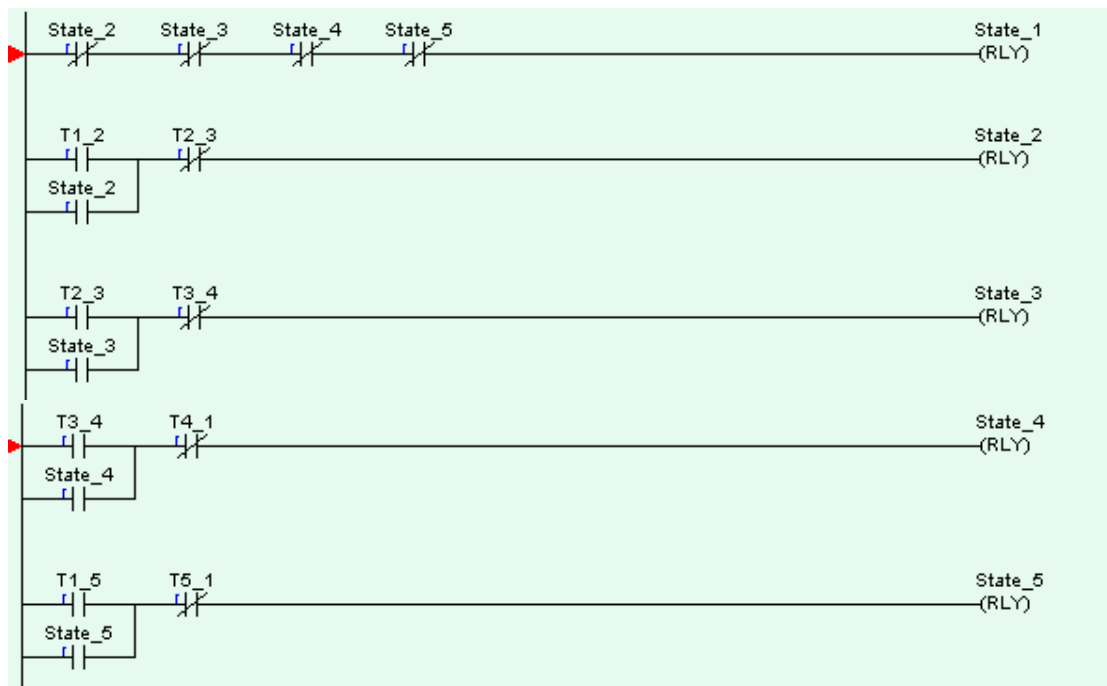 State_2 State_3 State_4 State_5 State_1
(RLY)
T1_2 T2_3 State_2
(RLY)
State_2
T2_3 T3_4 State_3
(RLY)
State_3
T3_4 T4_1 State_4
(RLY)
State_4
T1_5 T5_1 State_5
(RLY)
State_5